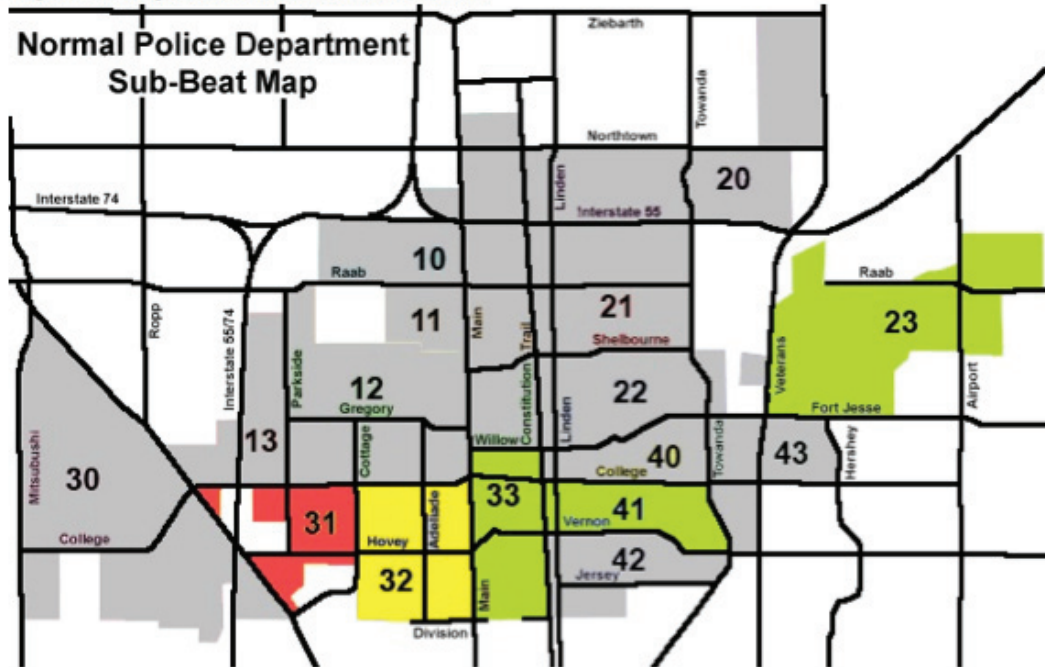 Ziebarth
Normal Police Department
Sub-Beat Map
Towanda
Northtown
20
Linden
Interstate 74
Interstate 55
10
Raab
Raab
21
23
11
Ropp
Main
Trail
Shelbourne
Interstate 55/74
Parkside
Veterans
Airport
12
22
Constitution
Gregory
Linden
Fort Jesse
13
Willow
Cottage
Towanda
Hershey
Mitsubushi
30
40
43
College
33
31
41
Adeliade
Vernon
College
Hovey
42
32
Jersey
Main
Division